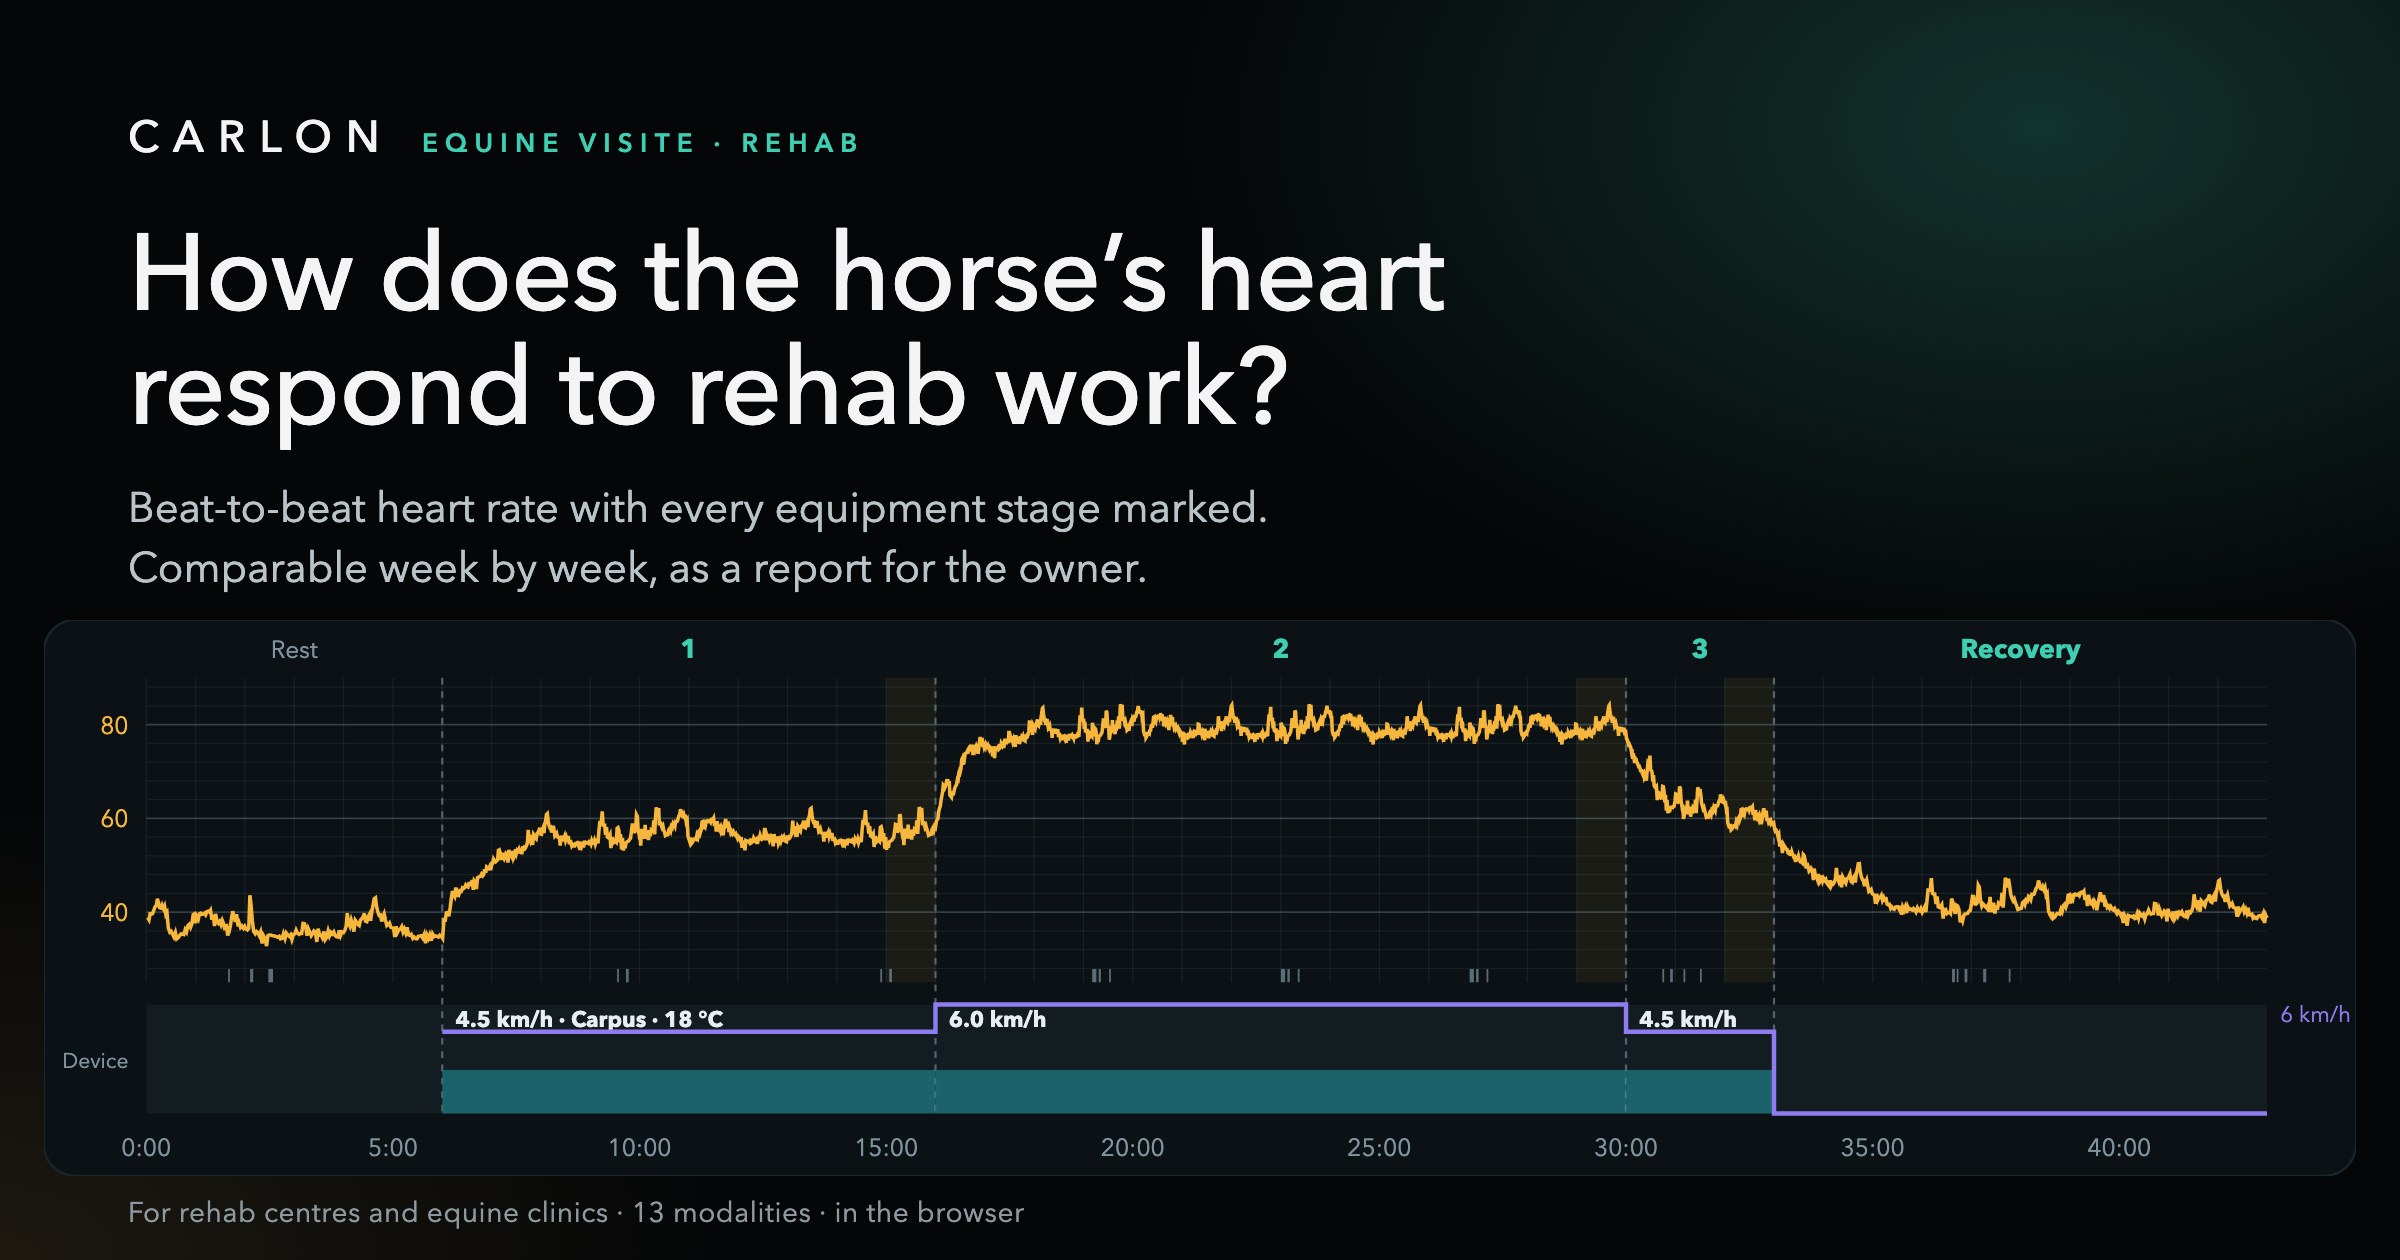 CARLON EQUINE VISITE · REHAB
How does the horse’s heart
respond to rehab work?
Beat-to-beat heart rate with every equipment stage marked.
Comparable week by week, as a report for the owner.
Rest 1 2 3 Recovery
80
60
40
4.5 km/h · Carpus · 18 °C 6.0 km/h 4.5 km/h 6 km/h
Device
0:00 5:00 10:00 15:00 20:00 25:00 30:00 35:00 40:00
For rehab centres and equine clinics · 13 modalities · in the browser